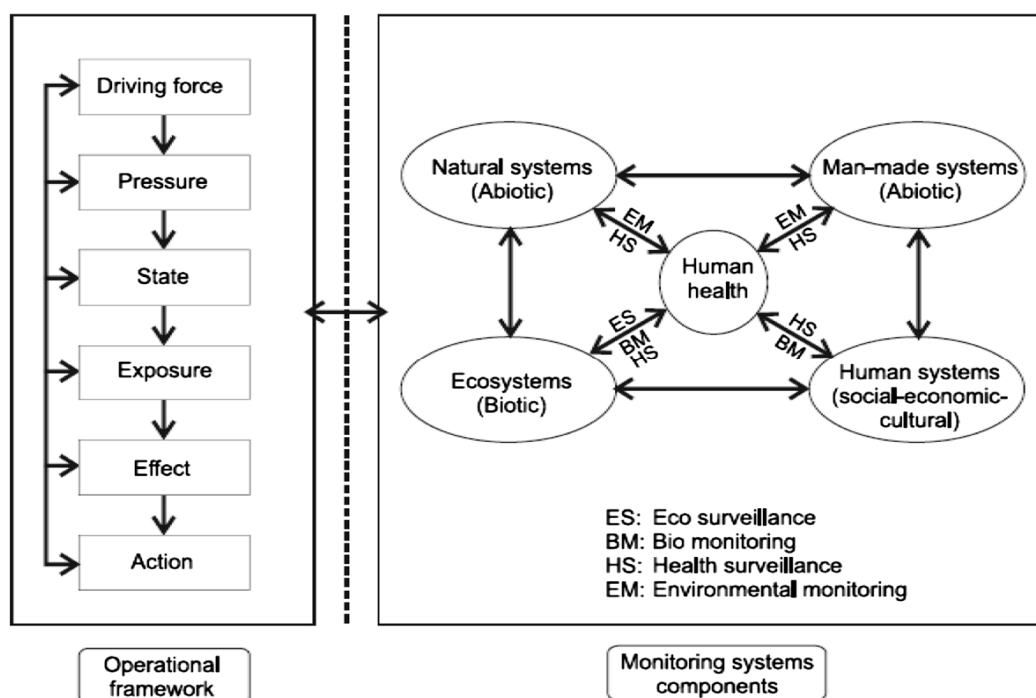 Driving force
Pressure
State
Exposure
Effect
Action
Operational
framework
Natural systems
(Abiotic)
Man-made systems
(Abiotic)
EM
HS
EM
HS
Human
health
ES
BM
HS
HS
BM
Ecosystems
(Biotic)
Human systems
(social-economic-
cultural)
ES: Eco surveillance
BM: Bio monitoring
HS: Health surveillance
EM: Environmental monitoring
Monitoring systems
components